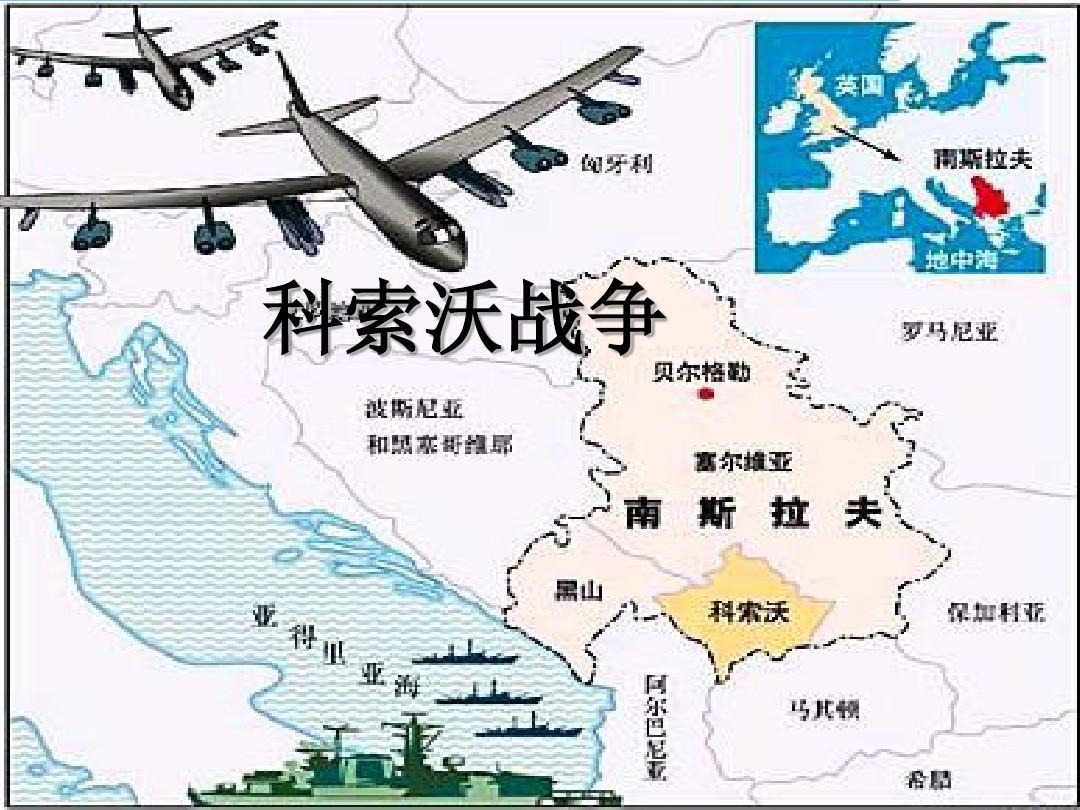 英国
南斯拉夫
地中海
匈牙利
科索沃战争
罗马尼亚
贝尔格勒
波斯尼亚
和黑塞哥维那
塞尔维亚
南斯拉夫
黑山
科索沃
保加利亚
亚得里亚海
阿尔巴尼亚
马其顿
希腊